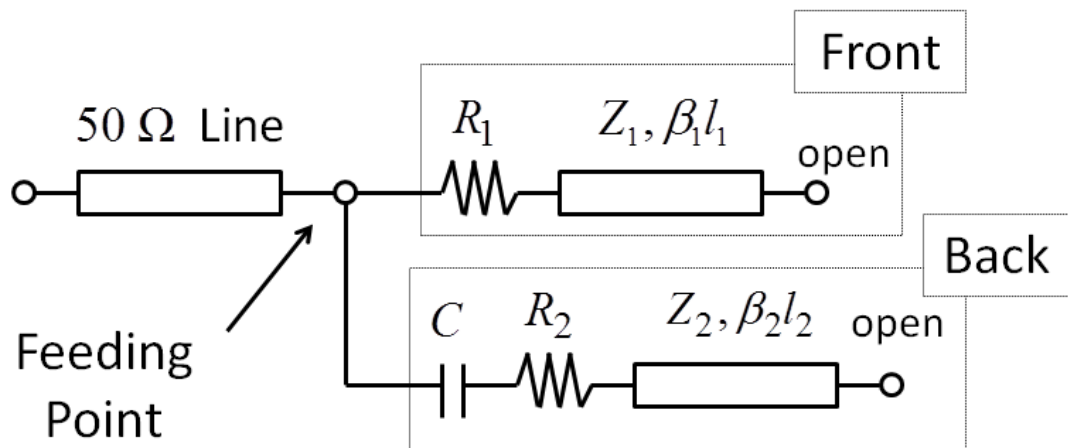 Front
50 Ω Line
R₁
Z₁, β₁l₁
open
Back
C
R₂
Z₂, β₂l₂
open
Feeding
Point